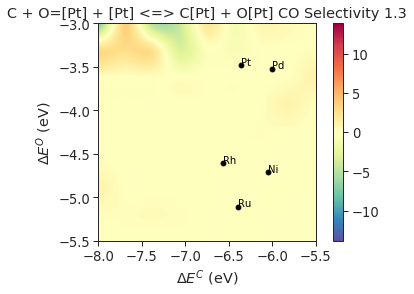 C + O=[Pt] + [Pt] <=> C[Pt] + O[Pt] CO Selectivity 1.3
−3.0
−3.5
−4.0
−4.5
−5.0
−5.5
ΔE^O (eV)
Pt
Pd
Rh
Ni
Ru
−8.0 −7.5 −7.0 −6.5 −6.0 −5.5
ΔE^C (eV)
10
5
0
−5
−10